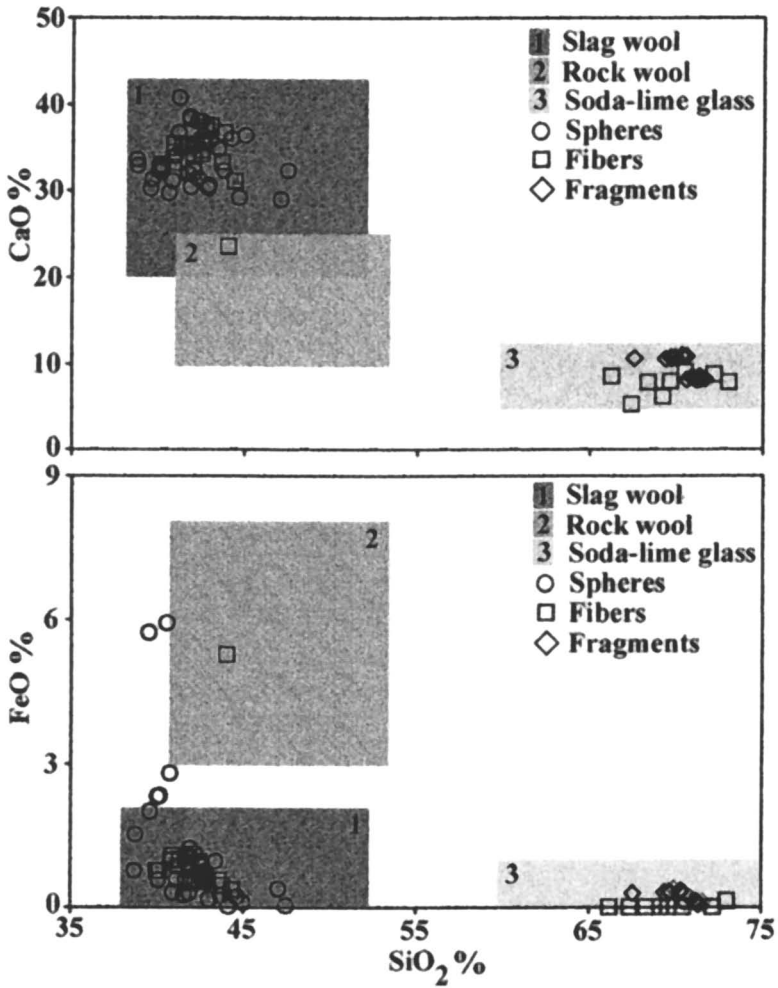 50
40
30
20
10
0
CaO %
1 Slag wool
2 Rock wool
3 Soda-lime glass
Spheres
Fibers
Fragments
1
2
3
9
6
3
0
FeO %
1 Slag wool
2 Rock wool
3 Soda-lime glass
Spheres
Fibers
Fragments
2
1
3
35 45 55 65 75
SiO2 %